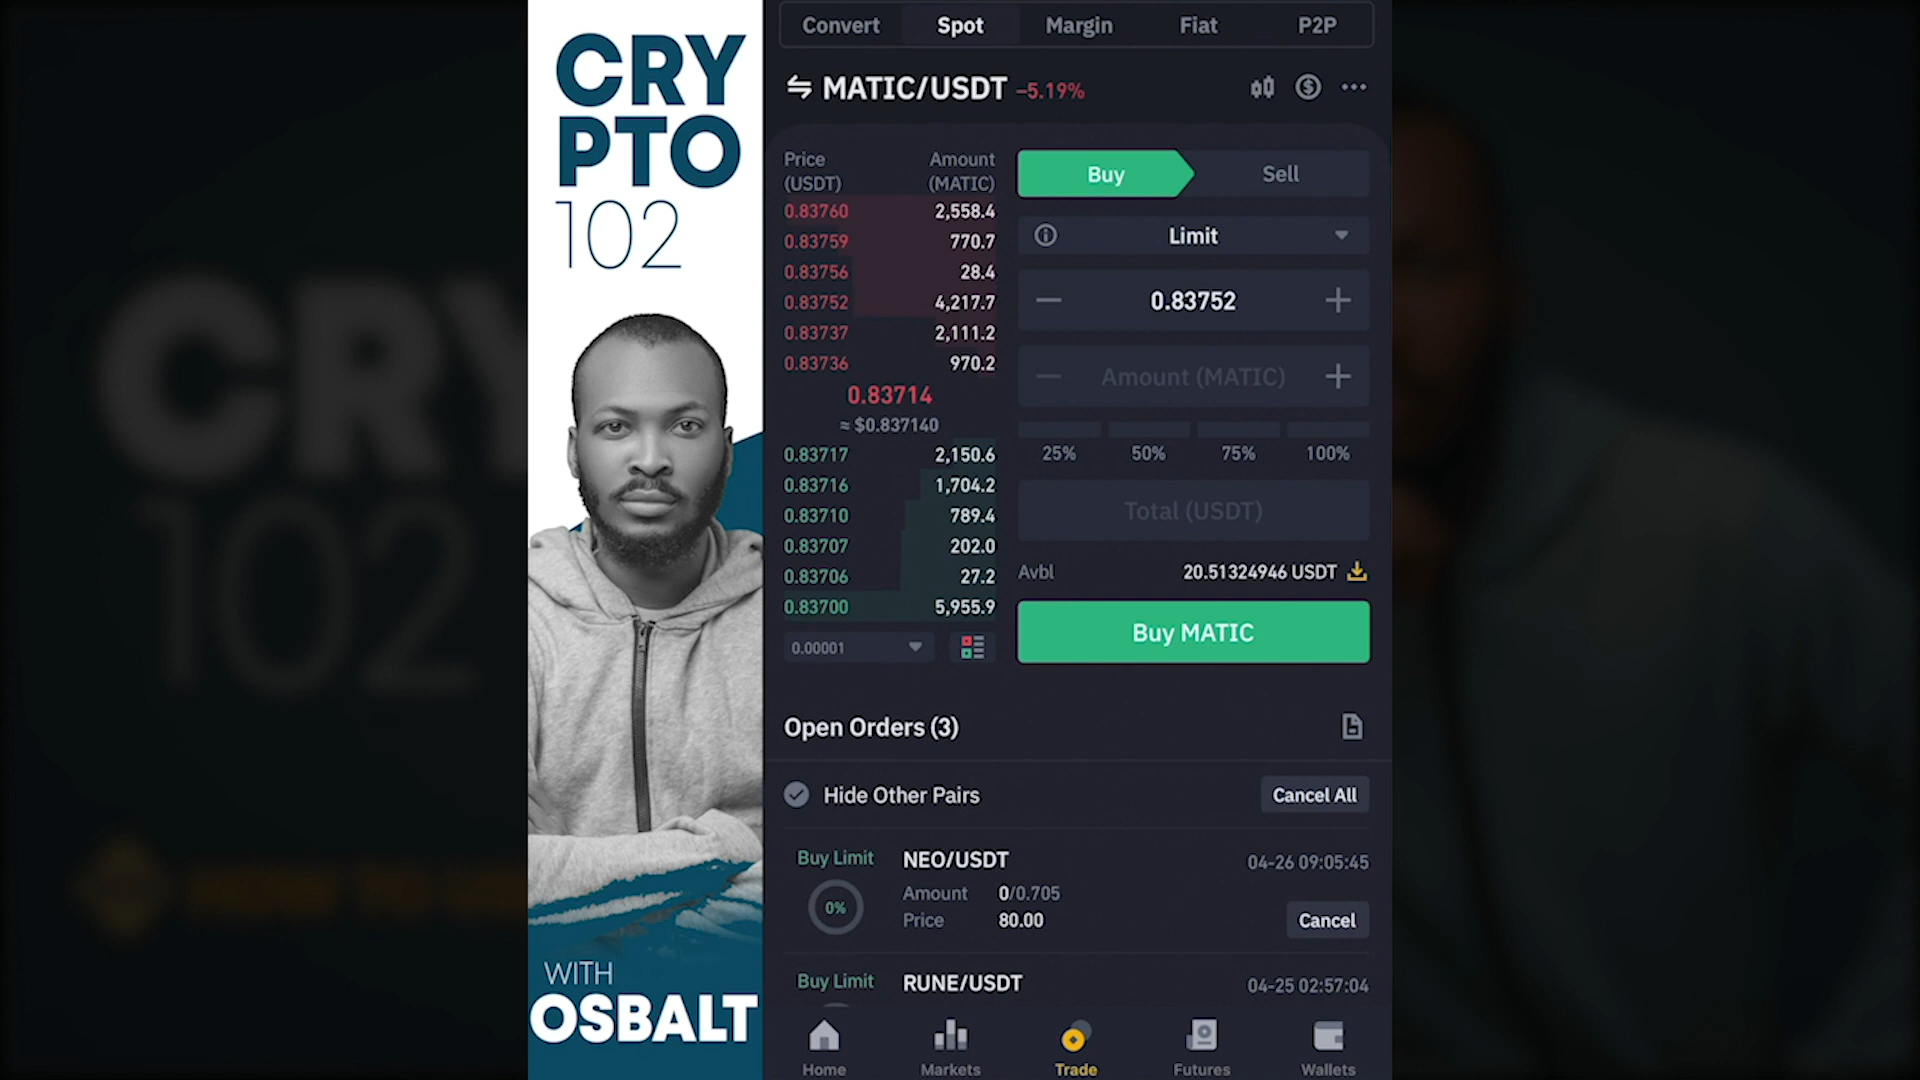 CRY
PTO
102
WITH
OSBALT
Convert Spot Margin Fiat P2P
MATIC/USDT -5.19%
Price (USDT) Amount (MATIC)
0.83760 2,558.4
0.83759 770.7
0.83756 28.4
0.83752 4,217.7
0.83737 2,111.2
0.83736 970.2
0.83714
≈ $0.837140
0.83717 2,150.6
0.83716 1,704.2
0.83710 789.4
0.83707 202.0
0.83706 27.2
0.83700 5,955.9
0.00001
Buy Sell
Limit
0.83752
Amount (MATIC)
25% 50% 75% 100%
Total (USDT)
Avbl 20.51324946 USDT
Buy MATIC
Open Orders (3)
Hide Other Pairs Cancel All
Buy Limit NEO/USDT 04-26 09:05:45
0% Amount 0/0.705
Price 80.00 Cancel
Buy Limit RUNE/USDT 04-25 02:57:04
Home Markets Trade Futures Wallets
CRY
102